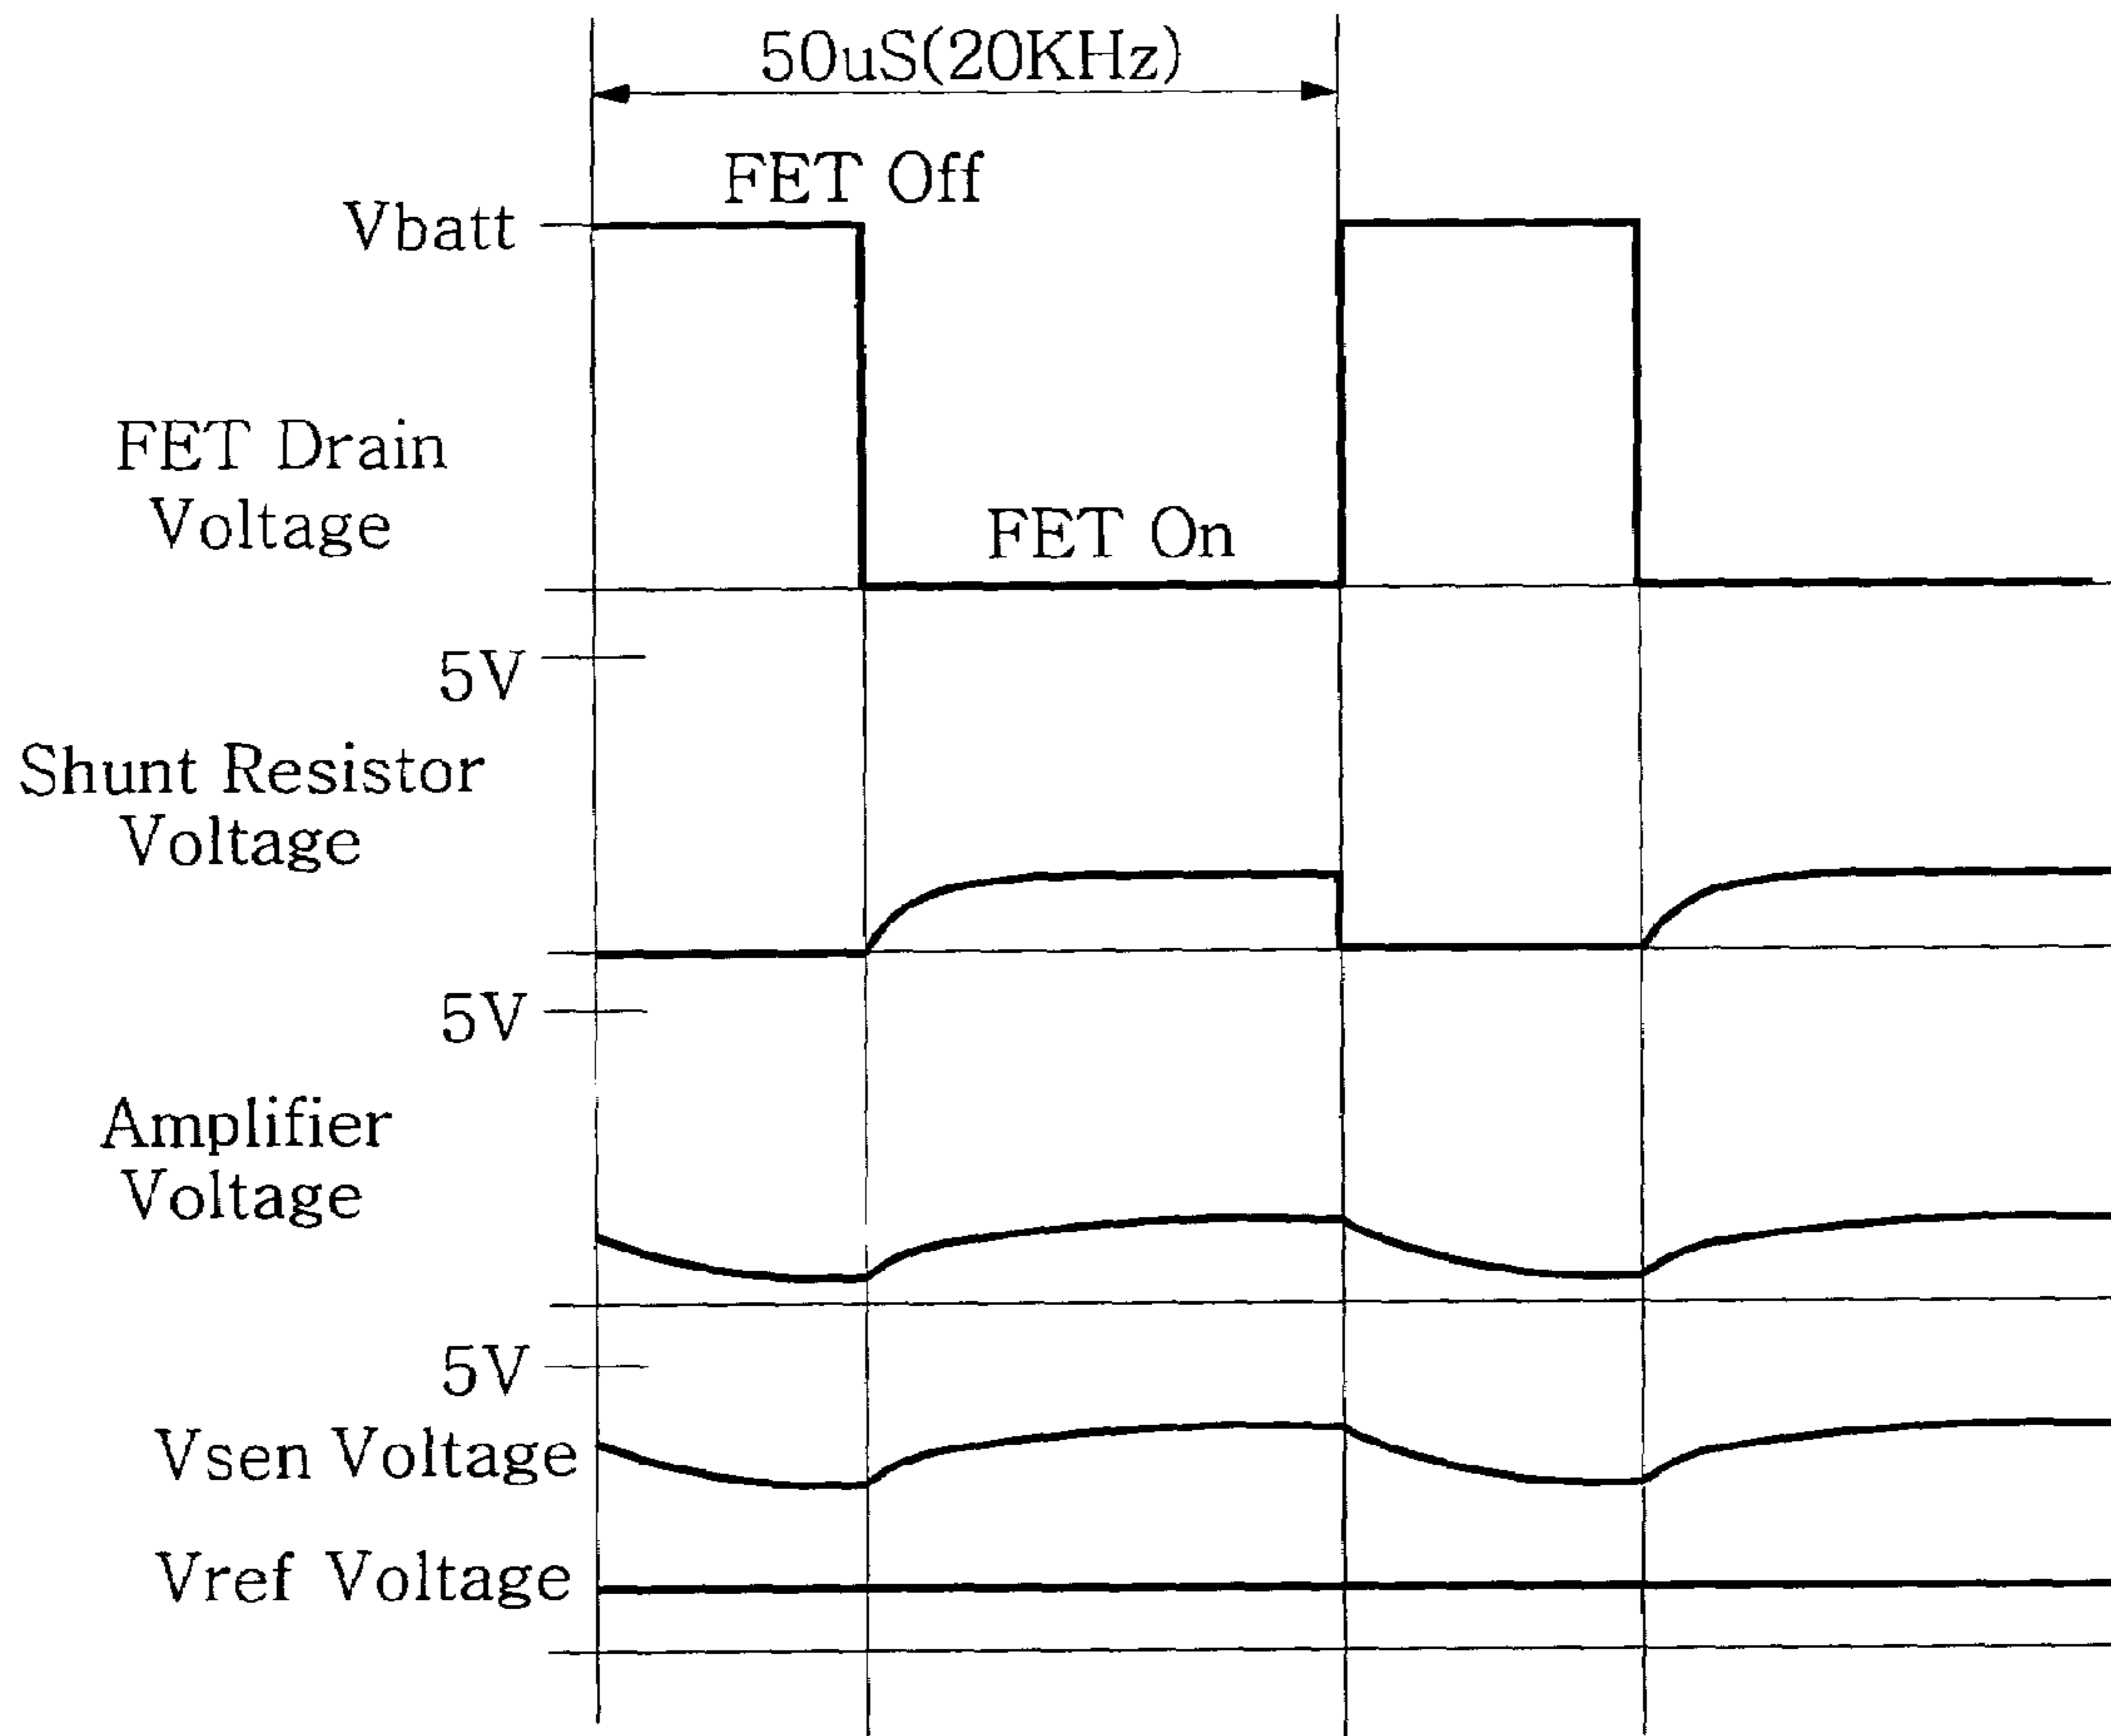 50uS(20KHz)
FET Off
Vbatt
FET Drain
Voltage
FET On
5V
Shunt Resistor
Voltage
5V
Amplifier
Voltage
5V
Vsen Voltage
Vref Voltage